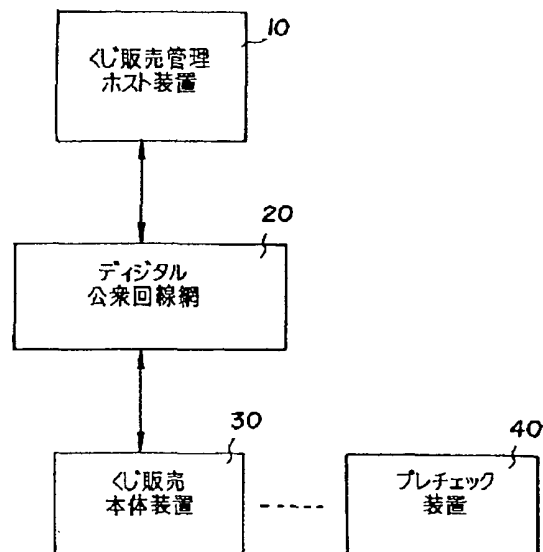 10
くじ販売管理
ホスト装置
20
ディジタル
公衆回線網
30
くじ販売
本体装置
40
プレチェック
装置